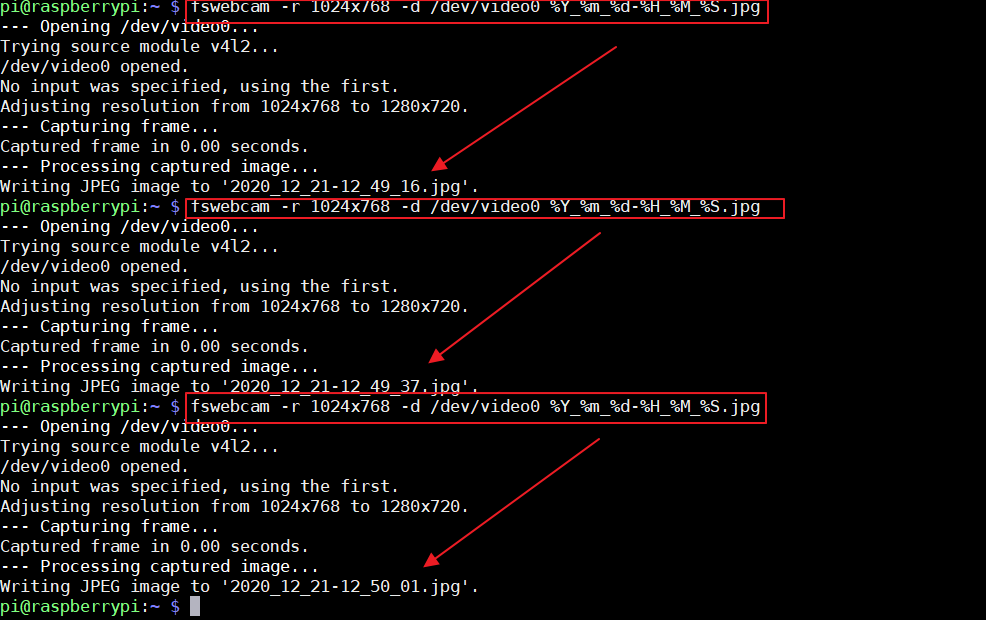 pi@raspberrypi:~ $ fswebcam -r 1024x768 -d /dev/video0 %Y_%m_%d-%H_%M_%S.jpg
--- Opening /dev/video0...
Trying source module v4l2...
/dev/video0 opened.
No input was specified, using the first.
Adjusting resolution from 1024x768 to 1280x720.
--- Capturing frame...
Captured frame in 0.00 seconds.
--- Processing captured image...
Writing JPEG image to '2020_12_21-12_49_16.jpg'.
pi@raspberrypi:~ $ fswebcam -r 1024x768 -d /dev/video0 %Y_%m_%d-%H_%M_%S.jpg
--- Opening /dev/video0...
Trying source module v4l2...
/dev/video0 opened.
No input was specified, using the first.
Adjusting resolution from 1024x768 to 1280x720.
--- Capturing frame...
Captured frame in 0.00 seconds.
--- Processing captured image...
Writing JPEG image to '2020_12_21-12_49_37.jpg'.
pi@raspberrypi:~ $ fswebcam -r 1024x768 -d /dev/video0 %Y_%m_%d-%H_%M_%S.jpg
--- Opening /dev/video0...
Trying source module v4l2...
/dev/video0 opened.
No input was specified, using the first.
Adjusting resolution from 1024x768 to 1280x720.
--- Capturing frame...
Captured frame in 0.00 seconds.
--- Processing captured image...
Writing JPEG image to '2020_12_21-12_50_01.jpg'.
pi@raspberrypi:~ $